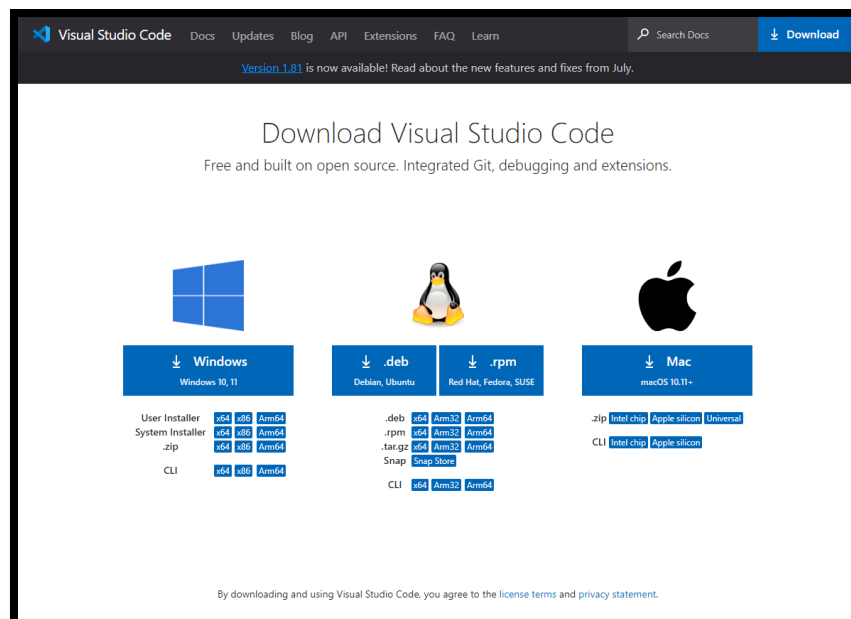 Visual Studio Code Docs Updates Blog API Extensions FAQ Learn Search Docs Download
Version 1.81 is now available! Read about the new features and fixes from July.
Download Visual Studio Code
Free and built on open source. Integrated Git, debugging and extensions.
Windows
Windows 10, 11
User Installer x64 x86 Arm64
System Installer x64 x86 Arm64
.zip x64 x86 Arm64
CLI x64 x86 Arm64
.deb .rpm
Debian, Ubuntu Red Hat, Fedora, SUSE
.deb x64 Arm32 Arm64
.rpm x64 Arm32 Arm64
.tar.gz x64 Arm32 Arm64
Snap Snap Store
CLI x64 Arm32 Arm64
Mac
macOS 10.11+
.zip Intel chip Apple silicon Universal
CLI Intel chip Apple silicon
By downloading and using Visual Studio Code, you agree to the license terms and privacy statement.